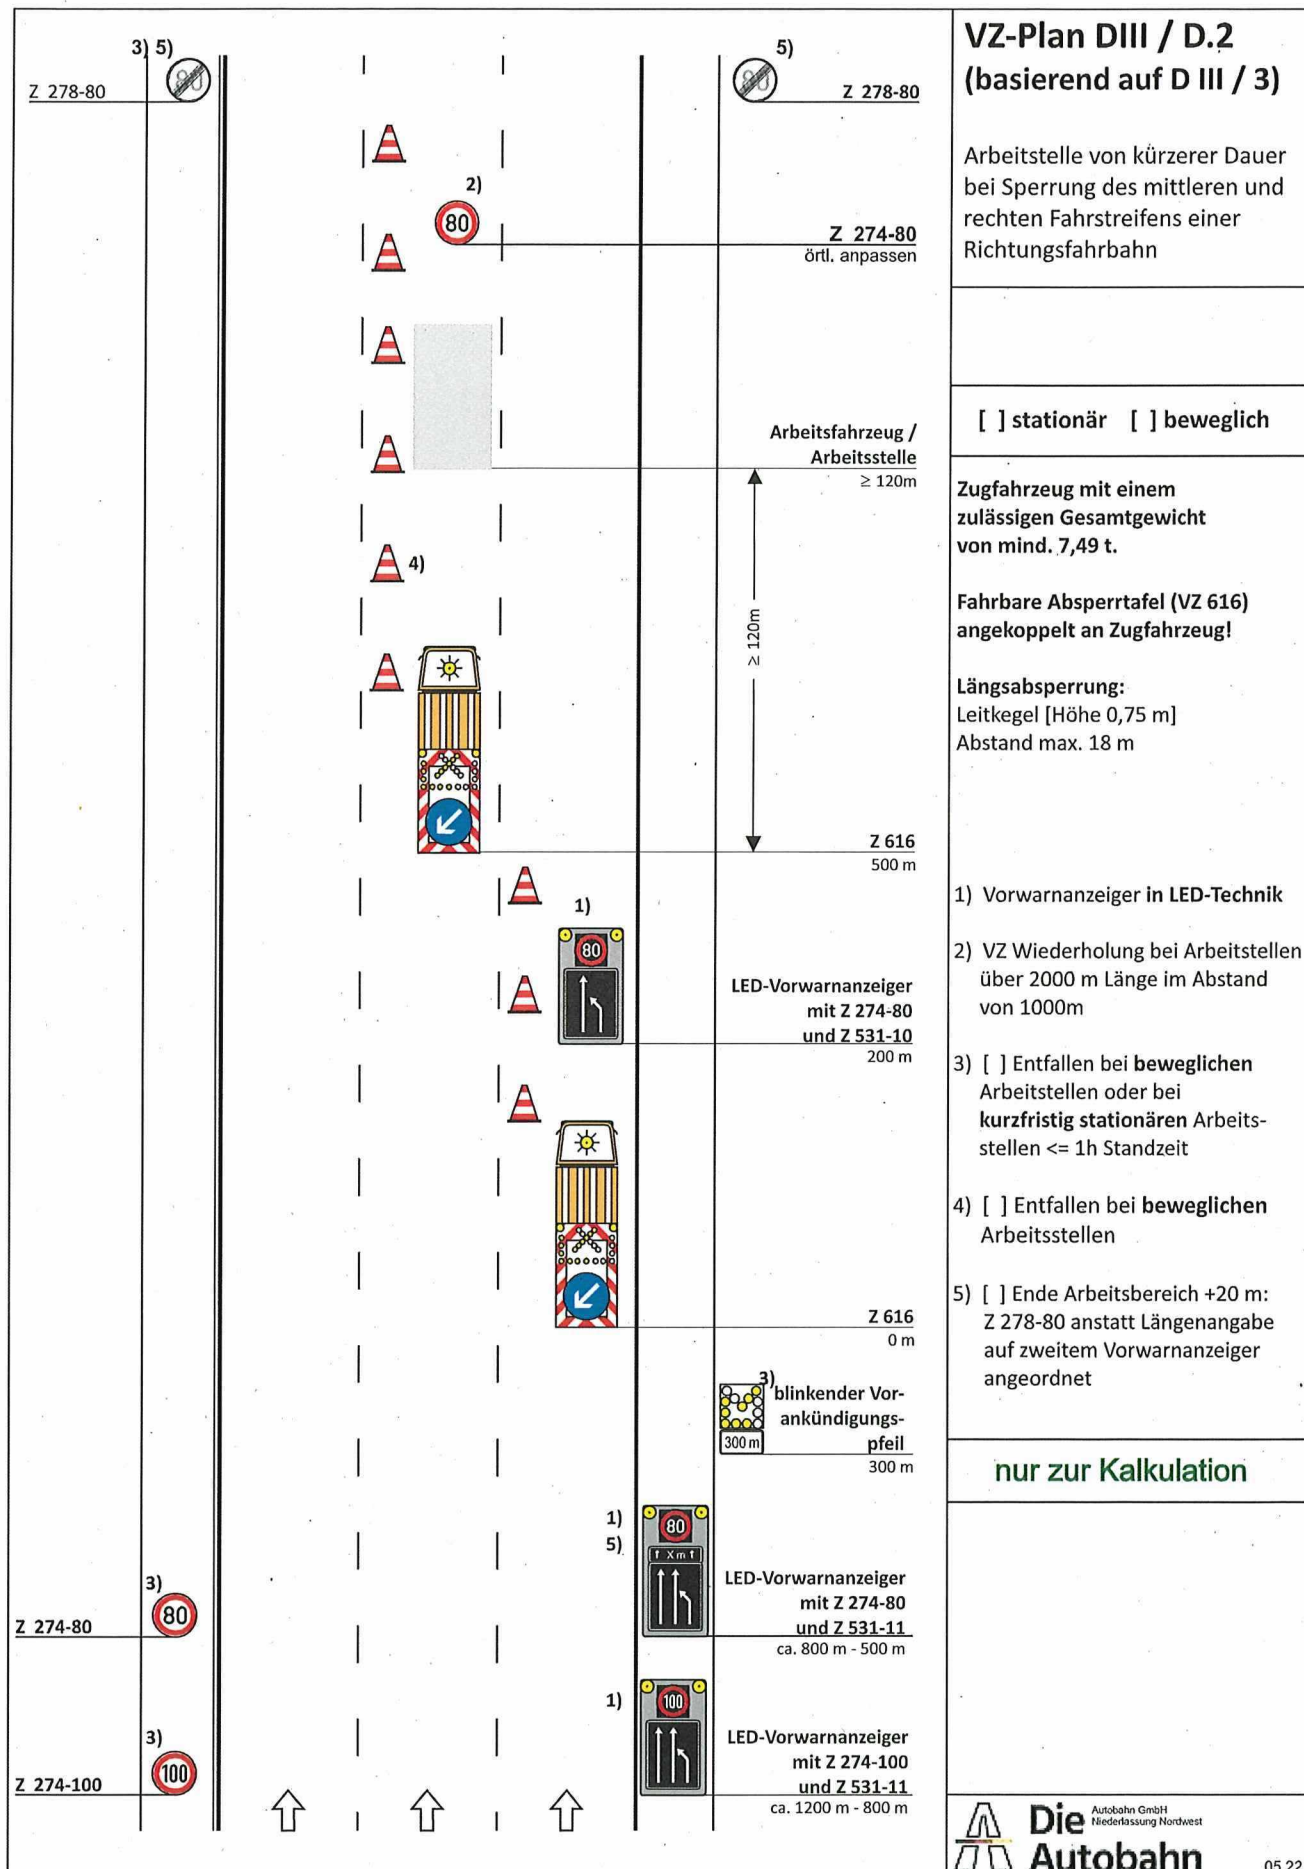 VZ-Plan DIII / D.2
(basierend auf D III / 3)
Arbeitstelle von kürzerer Dauer
bei Sperrung des mittleren und
rechten Fahrstreifens einer
Richtungsfahrbahn
[ ] stationär [ ] beweglich
Zugfahrzeug mit einem
zulässigen Gesamtgewicht
von mind. 7,49 t.
Fahrbare Absperrtafel (VZ 616)
angekoppelt an Zugfahrzeug!
Längsabsperrung:
Leitkegel [Höhe 0,75 m]
Abstand max. 18 m
1) Vorwarnanzeiger in LED-Technik
2) VZ Wiederholung bei Arbeitstellen
über 2000 m Länge im Abstand
von 1000m
3) [ ] Entfallen bei beweglichen
Arbeitstellen oder bei
kurzfristig stationären Arbeits-
stellen <= 1h Standzeit
4) [ ] Entfallen bei beweglichen
Arbeitsstellen
5) [ ] Ende Arbeitsbereich +20 m:
Z 278-80 anstatt Längenangabe
auf zweitem Vorwarnanzeiger
angeordnet
nur zur Kalkulation
Die
Autobahn
Autobahn GmbH
Niederlassung Nordwest
05.22
3) 5)
80
Z 278-80
5)
80
Z 278-80
2)
80
Z 274-80
örtl. anpassen
Arbeitsfahrzeug /
Arbeitsstelle
≥ 120m
≥ 120m
4)
Z 616
500 m
1)
80
LED-Vorwarnanzeiger
mit Z 274-80
und Z 531-10
200 m
Z 616
0 m
3)
blinkender Vor-
ankündigungs-
pfeil
300 m
300 m
1)
5)
80
X m
LED-Vorwarnanzeiger
mit Z 274-80
und Z 531-11
ca. 800 m - 500 m
3)
80
Z 274-80
1)
100
LED-Vorwarnanzeiger
mit Z 274-100
und Z 531-11
ca. 1200 m - 800 m
3)
100
Z 274-100